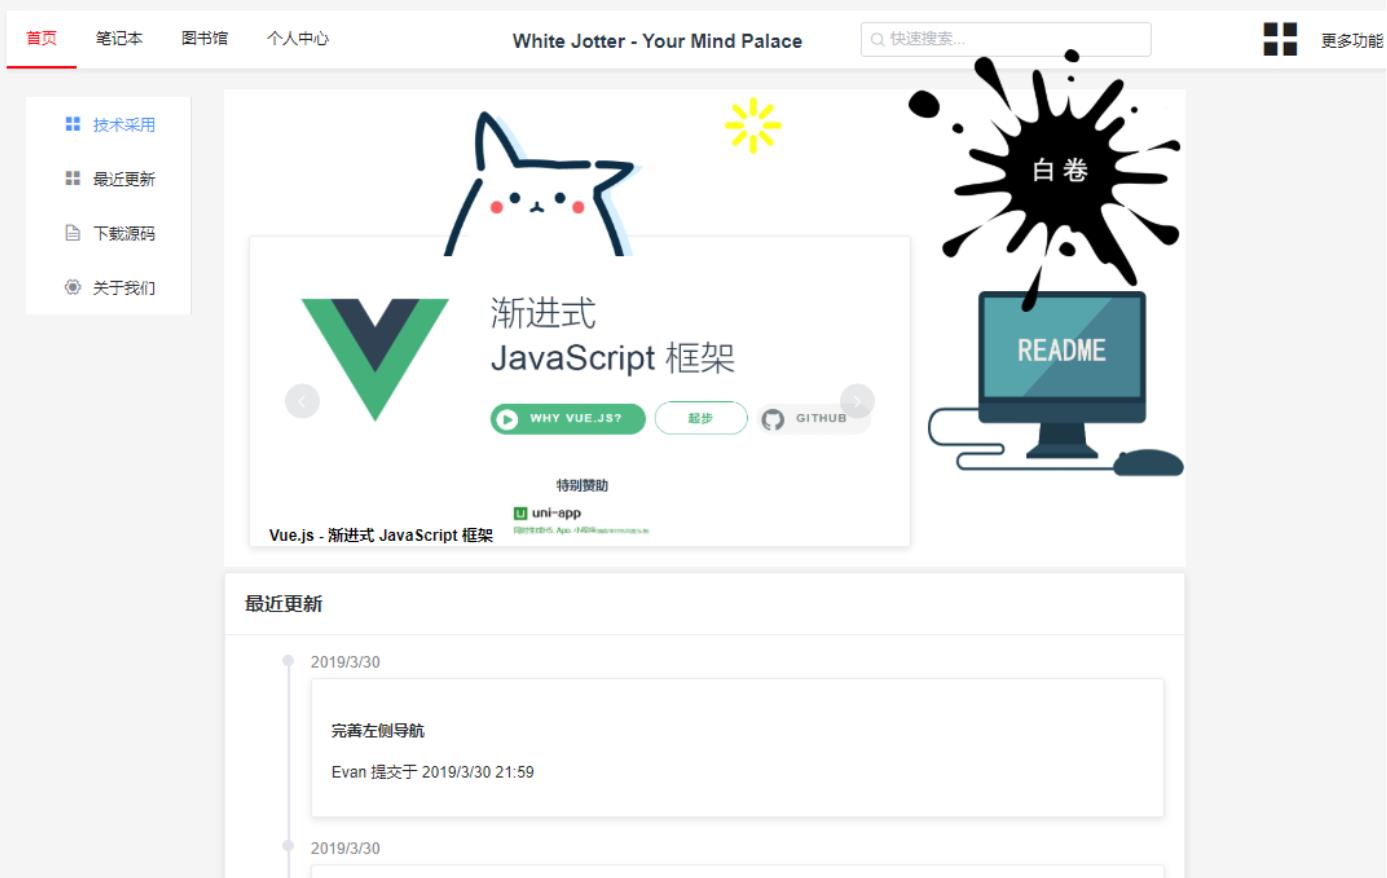 首页 笔记本 图书馆 个人中心 White Jotter - Your Mind Palace 快速搜索... 更多功能
技术采用
最近更新
下载源码
关于我们
白卷
渐进式
JavaScript 框架
WHY VUE.JS? 起步 GITHUB
特别赞助
uni-app
Vue.js - 渐进式 JavaScript 框架
README
最近更新
2019/3/30
完善左侧导航
Evan 提交于 2019/3/30 21:59
2019/3/30